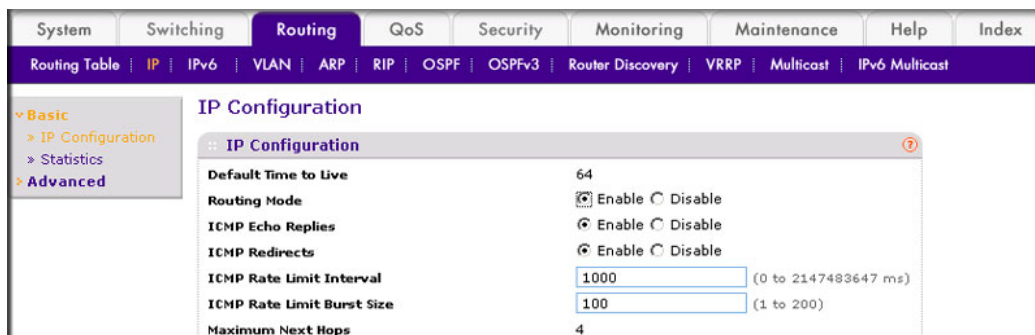 System Switching Routing QoS Security Monitoring Maintenance Help Index
Routing Table IP IPv6 VLAN ARP RIP OSPF OSPFv3 Router Discovery VRRP Multicast IPv6 Multicast
Basic
» IP Configuration
» Statistics
Advanced
IP Configuration
IP Configuration ?
Default Time to Live 64
Routing Mode Enable Disable
ICMP Echo Replies Enable Disable
ICMP Redirects Enable Disable
ICMP Rate Limit Interval 1000 (0 to 2147483647 ms)
ICMP Rate Limit Burst Size 100 (1 to 200)
Maximum Next Hops 4